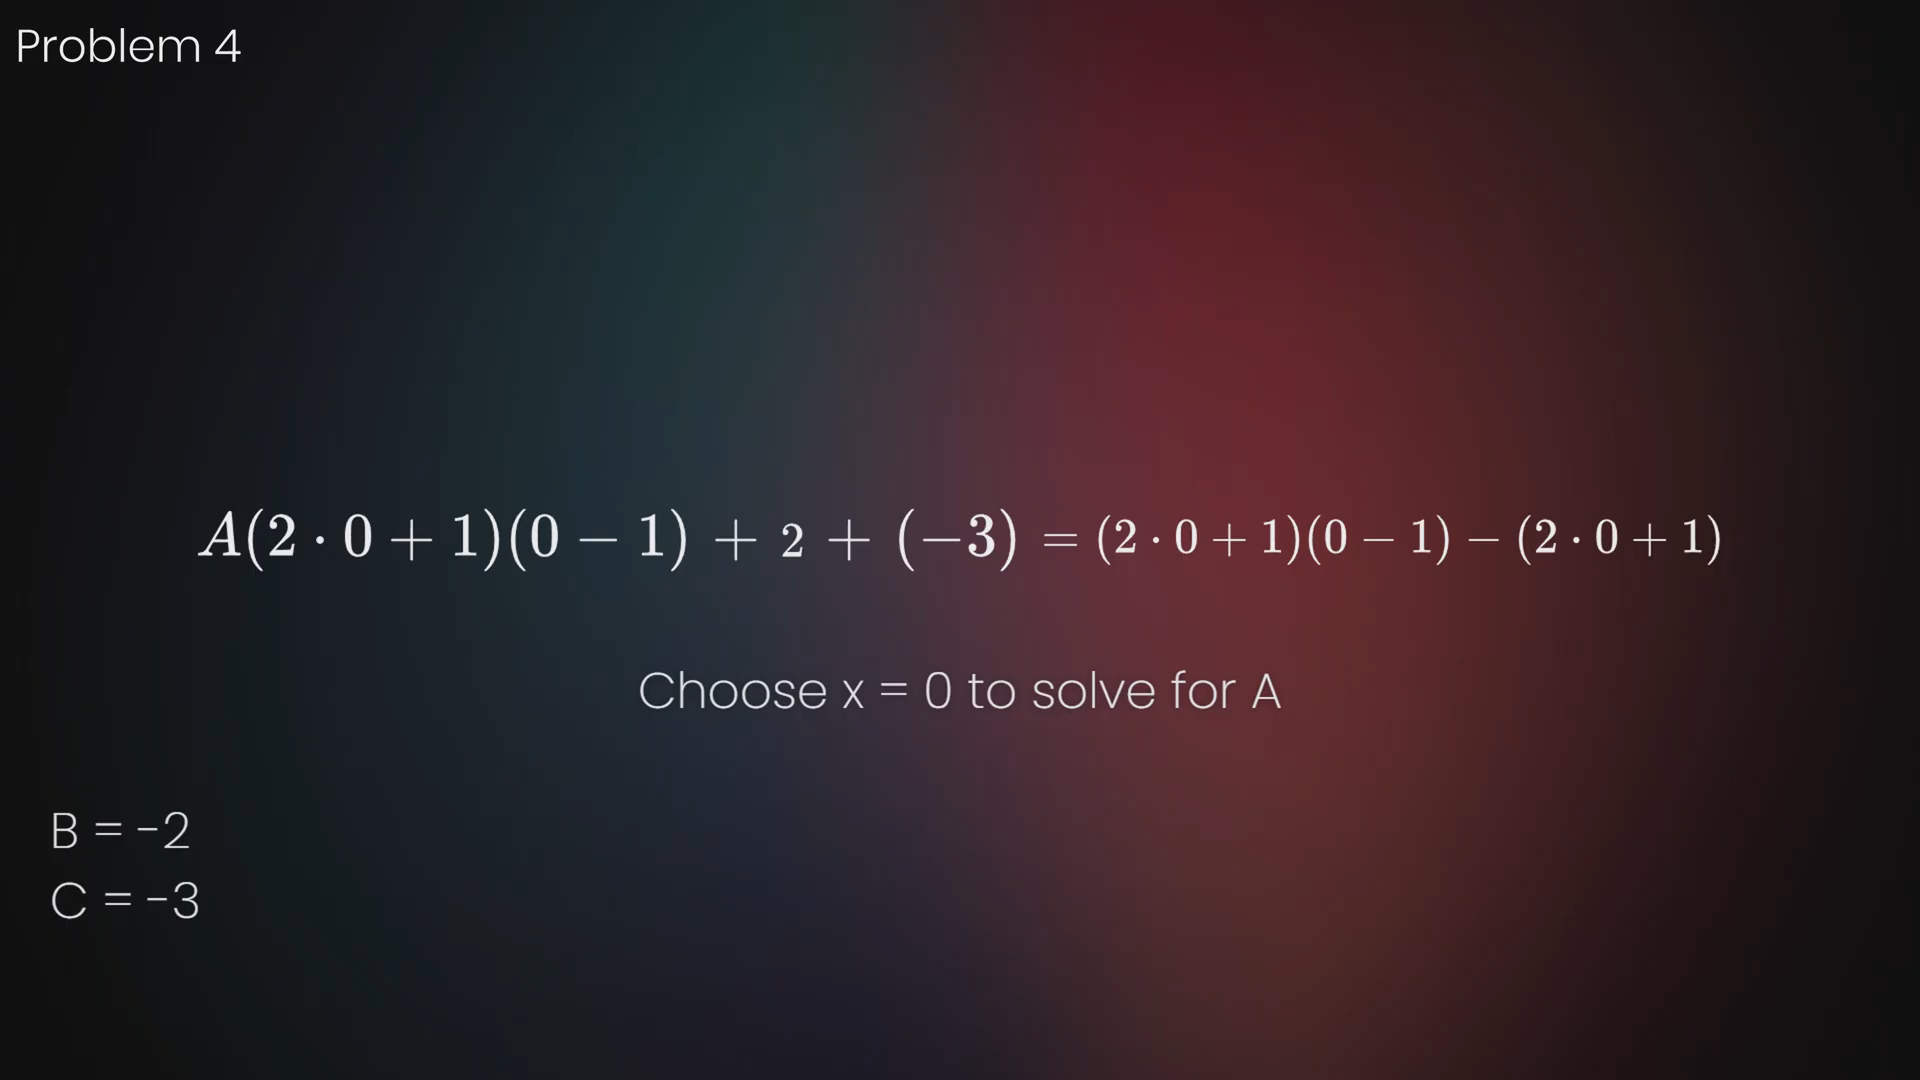 Problem 4
A(2 · 0 + 1)(0 − 1) + 2 + (−3) = (2 · 0 + 1)(0 − 1) − (2 · 0 + 1)
Choose x = 0 to solve for A
B = -2
C = -3